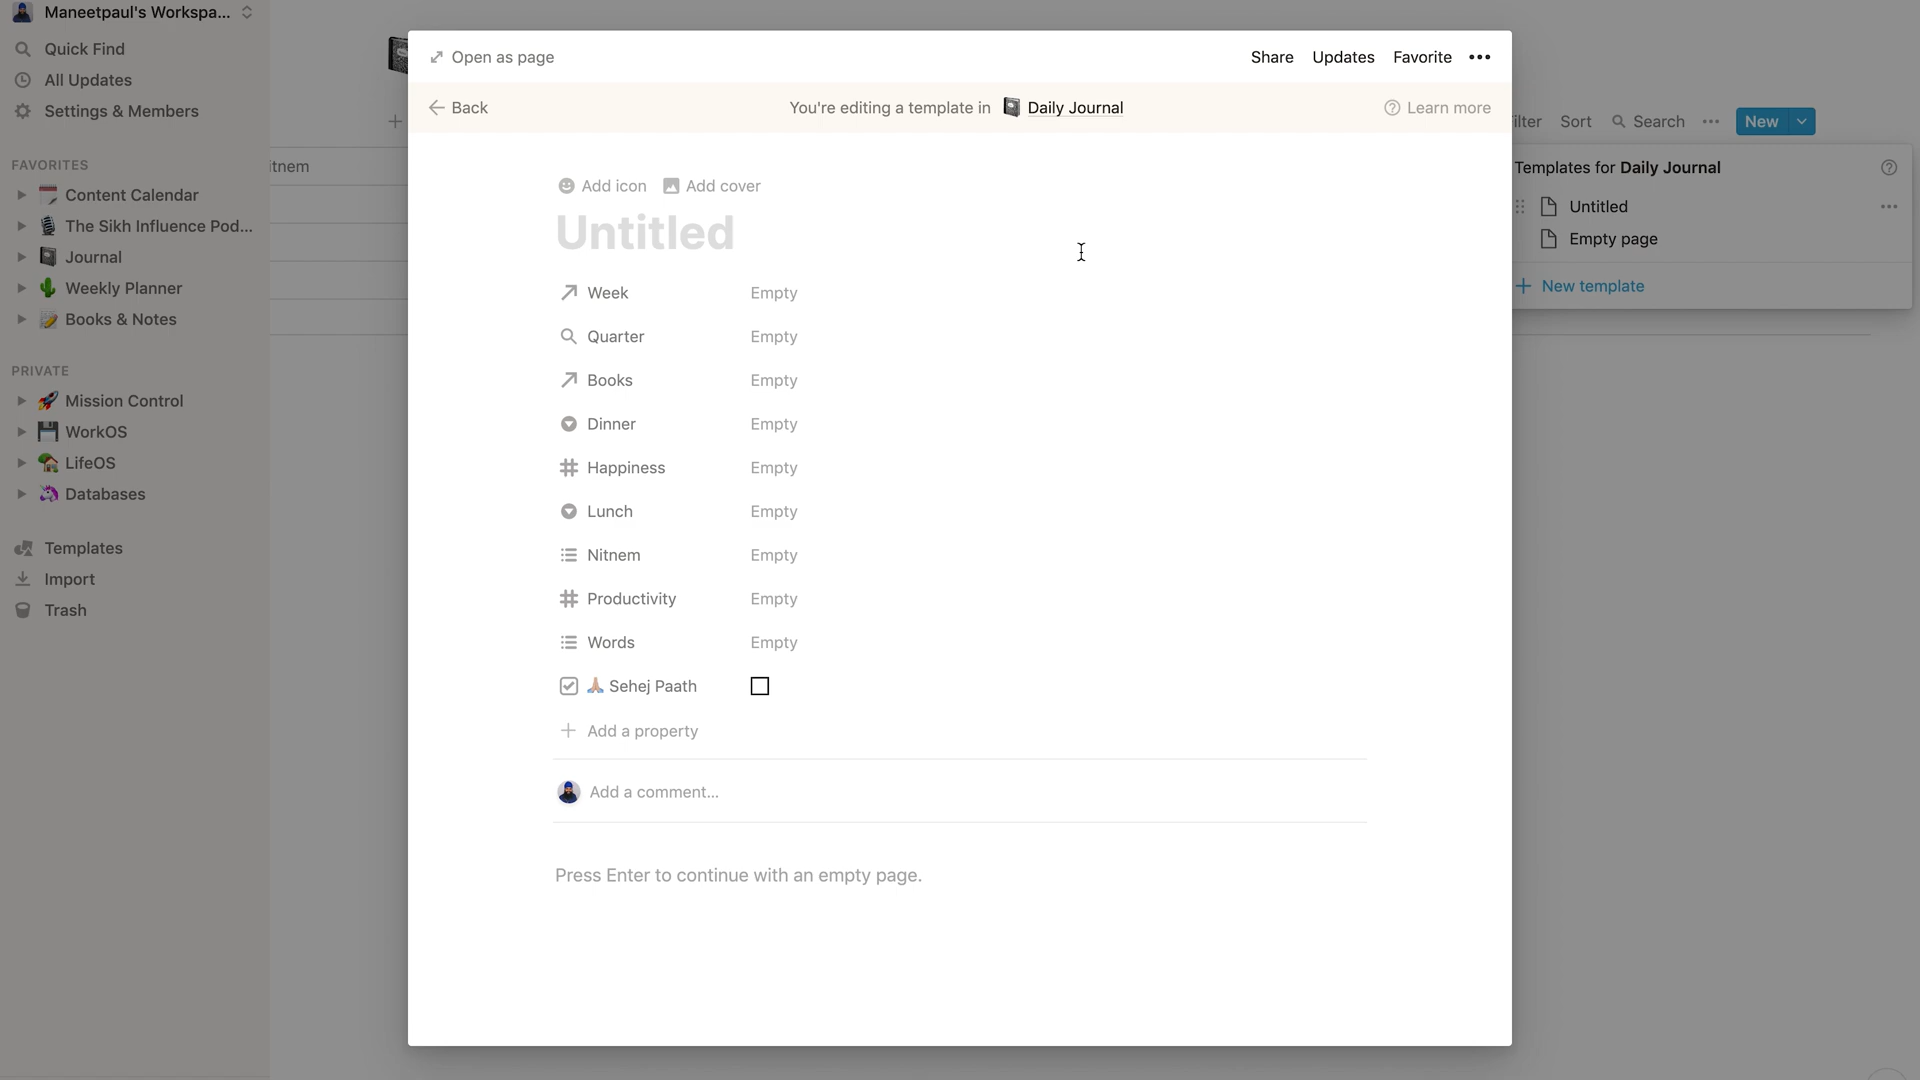 Maneetpaul's Workspa...
Quick Find
All Updates
Settings & Members
FAVORITES
Content Calendar
The Sikh Influence Pod...
Journal
Weekly Planner
Books & Notes
PRIVATE
Mission Control
WorkOS
LifeOS
Databases
Templates
Import
Trash
itnem
Open as page
Share Updates Favorite
Back
You're editing a template in Daily Journal
Learn more
Add icon Add cover
Untitled
Week Empty
Quarter Empty
Books Empty
Dinner Empty
Happiness Empty
Lunch Empty
Nitnem Empty
Productivity Empty
Words Empty
🙏🏽 Sehej Paath
Add a property
Add a comment...
Press Enter to continue with an empty page.
ilter Sort Search New
Templates for Daily Journal
Untitled
Empty page
New template